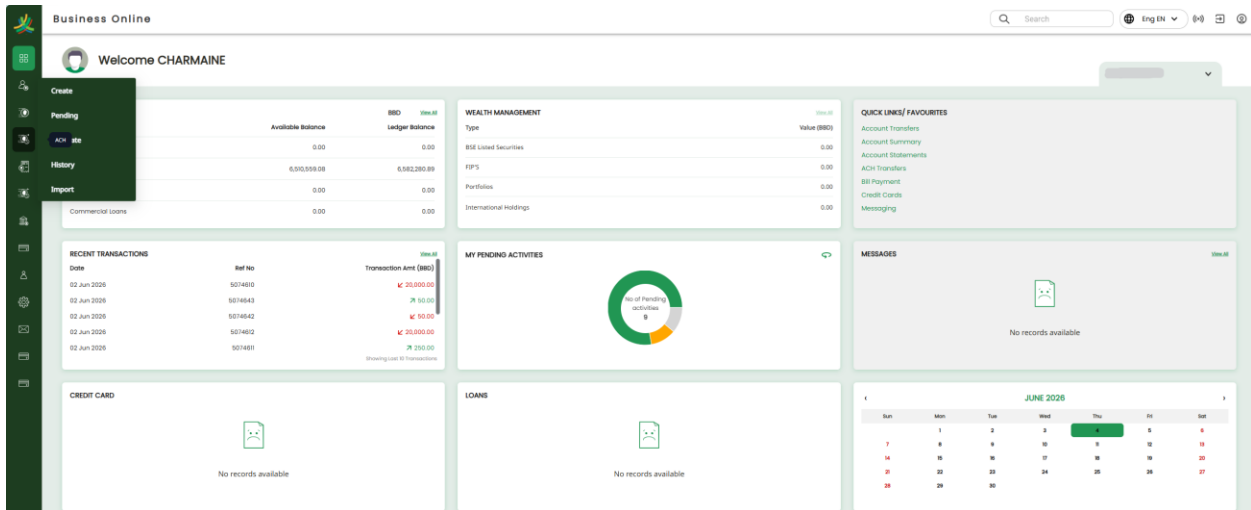 Business Online
Search
Eng EN
Welcome CHARMAINE
Create
Pending
ACH
History
Import
BBD View All
Available Balance Ledger Balance
0.00 0.00
6,510,559.08 6,582,280.89
0.00 0.00
Commercial Loans 0.00 0.00
WEALTH MANAGEMENT View All
Type Value (BBD)
BSE Listed Securities 0.00
FIP'S 0.00
Portfolios 0.00
International Holdings 0.00
QUICK LINKS/ FAVOURITES
Account Transfers
Account Summary
Account Statements
ACH Transfers
Bill Payment
Credit Cards
Messaging
RECENT TRANSACTIONS View All
Date Ref No Transaction Amt (BBD)
02 Jun 2026 5074610 20,000.00
02 Jun 2026 5074643 50.00
02 Jun 2026 5074642 50.00
02 Jun 2026 5074612 20,000.00
02 Jun 2026 5074611 250.00
Showing Last 10 Transactions
MY PENDING ACTIVITIES
No of Pending
activities
9
MESSAGES View All
No records available
CREDIT CARD
No records available
LOANS
No records available
‹ JUNE 2026 ›
Sun Mon Tue Wed Thu Fri Sat
1 2 3 4 5 6
7 8 9 10 11 12 13
14 15 16 17 18 19 20
21 22 23 24 25 26 27
28 29 30